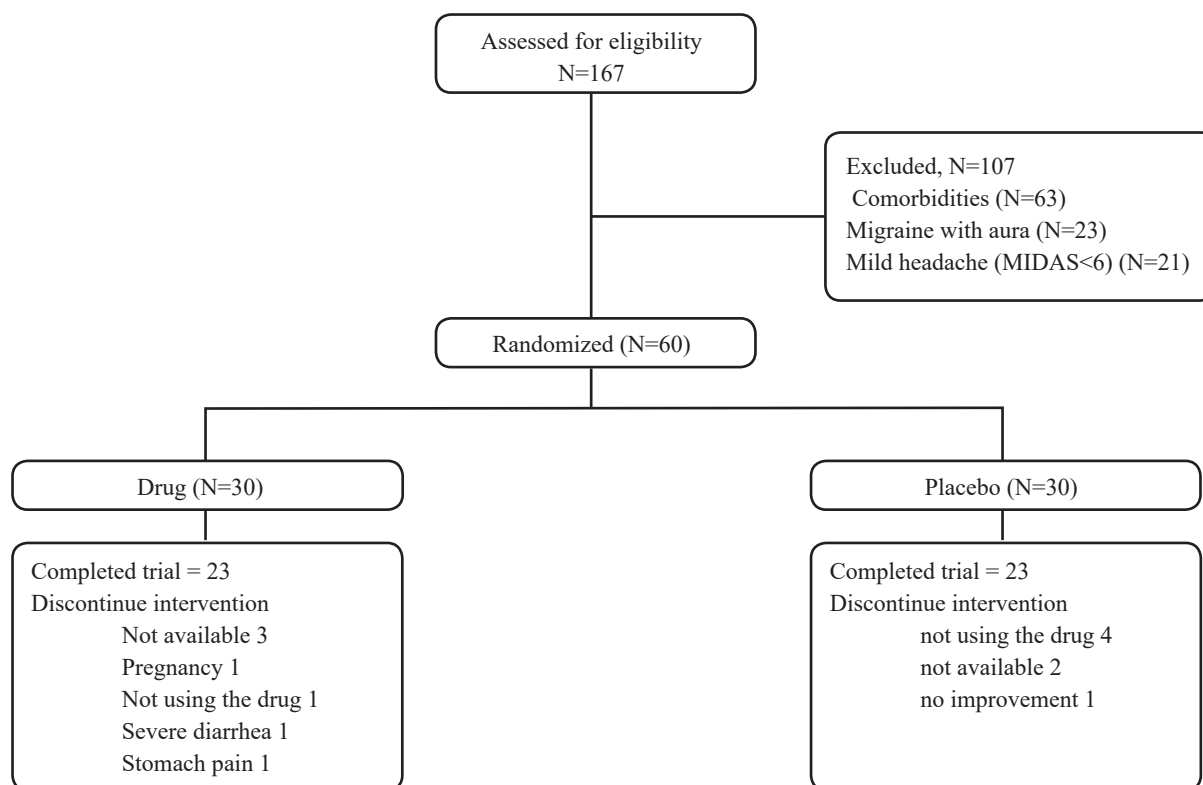 Assessed for eligibility
N=167
Excluded, N=107
Comorbidities (N=63)
Migraine with aura (N=23)
Mild headache (MIDAS<6) (N=21)
Randomized (N=60)
Drug (N=30)
Placebo (N=30)
Completed trial = 23
Discontinue intervention
Not available 3
Pregnancy 1
Not using the drug 1
Severe diarrhea 1
Stomach pain 1
Completed trial = 23
Discontinue intervention
not using the drug 4
not available 2
no improvement 1